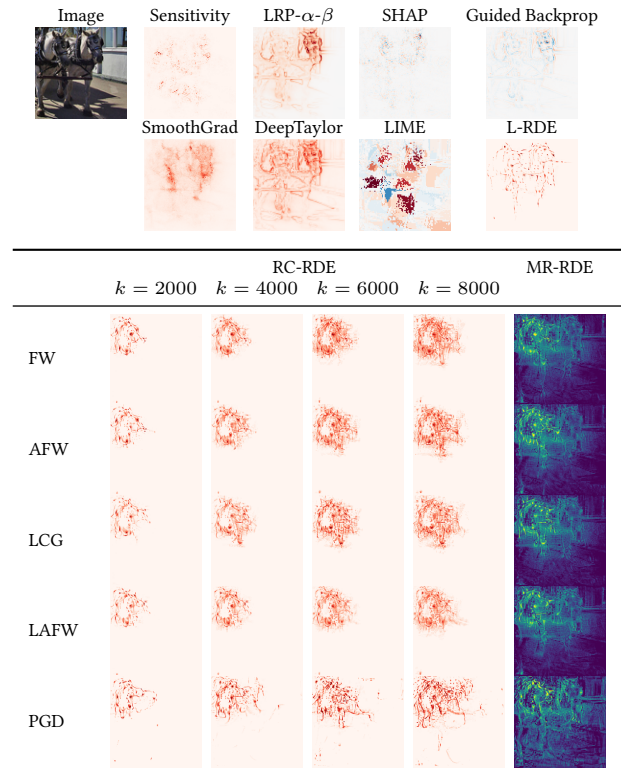 Image Sensitivity LRP-α-β SHAP Guided Backprop
SmoothGrad DeepTaylor LIME L-RDE
RC-RDE MR-RDE
k = 2000 k = 4000 k = 6000 k = 8000
FW
AFW
LCG
LAFW
PGD